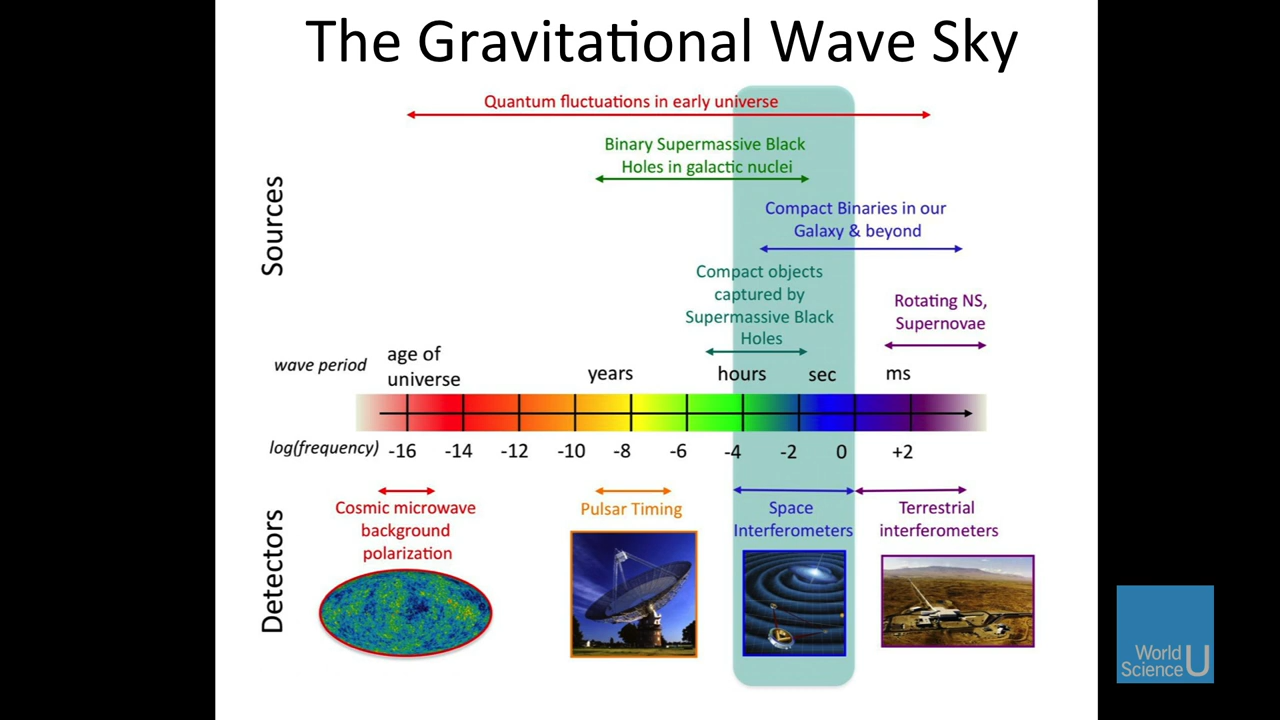 The Gravitational Wave Sky
Quantum fluctuations in early universe
Binary Supermassive Black
Holes in galactic nuclei
Compact Binaries in our
Galaxy & beyond
Compact objects
captured by
Supermassive Black
Holes
Rotating NS,
Supernovae
Sources
wave period
age of
universe
years
hours
sec
ms
log(frequency)
-16
-14
-12
-10
-8
-6
-4
-2
0
+2
Detectors
Cosmic microwave
background
polarization
Pulsar Timing
Space
Interferometers
Terrestrial
interferometers
World
Science U